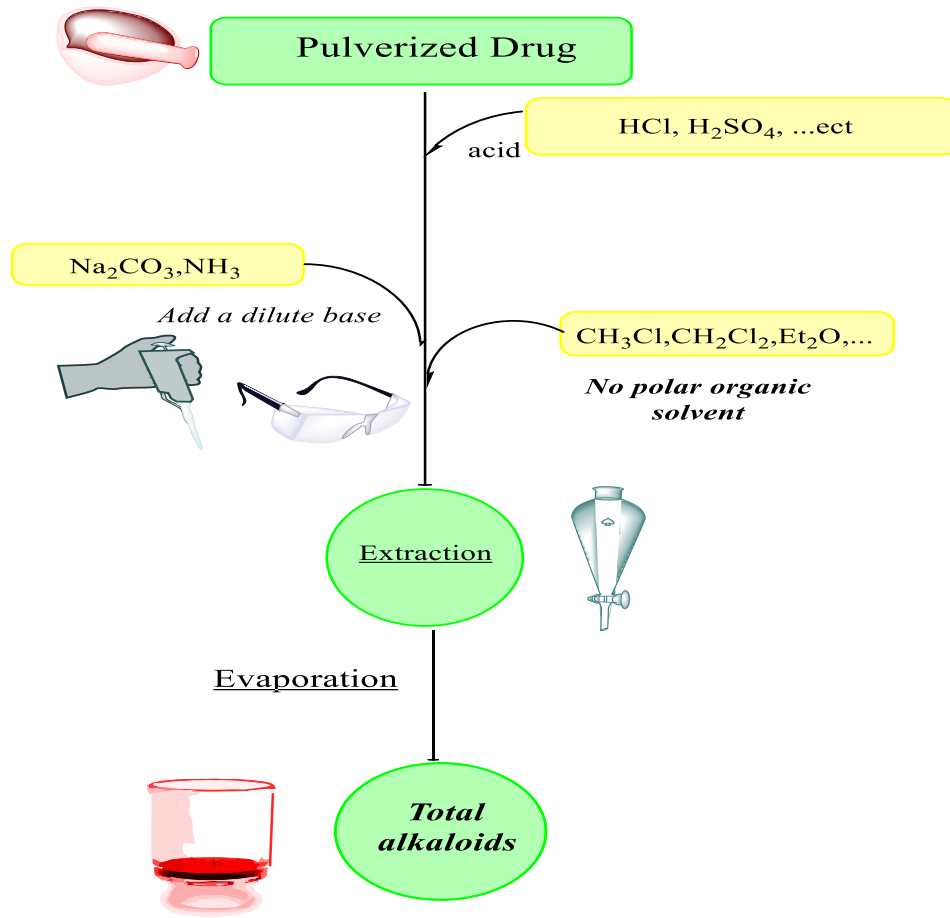 Pulverized Drug
HCl, H₂SO₄, ...ect
acid
Na₂CO₃,NH₃
Add a dilute base
CH₃Cl,CH₂Cl₂,Et₂O,...
No polar organic
solvent
Extraction
Evaporation
Total
alkaloids